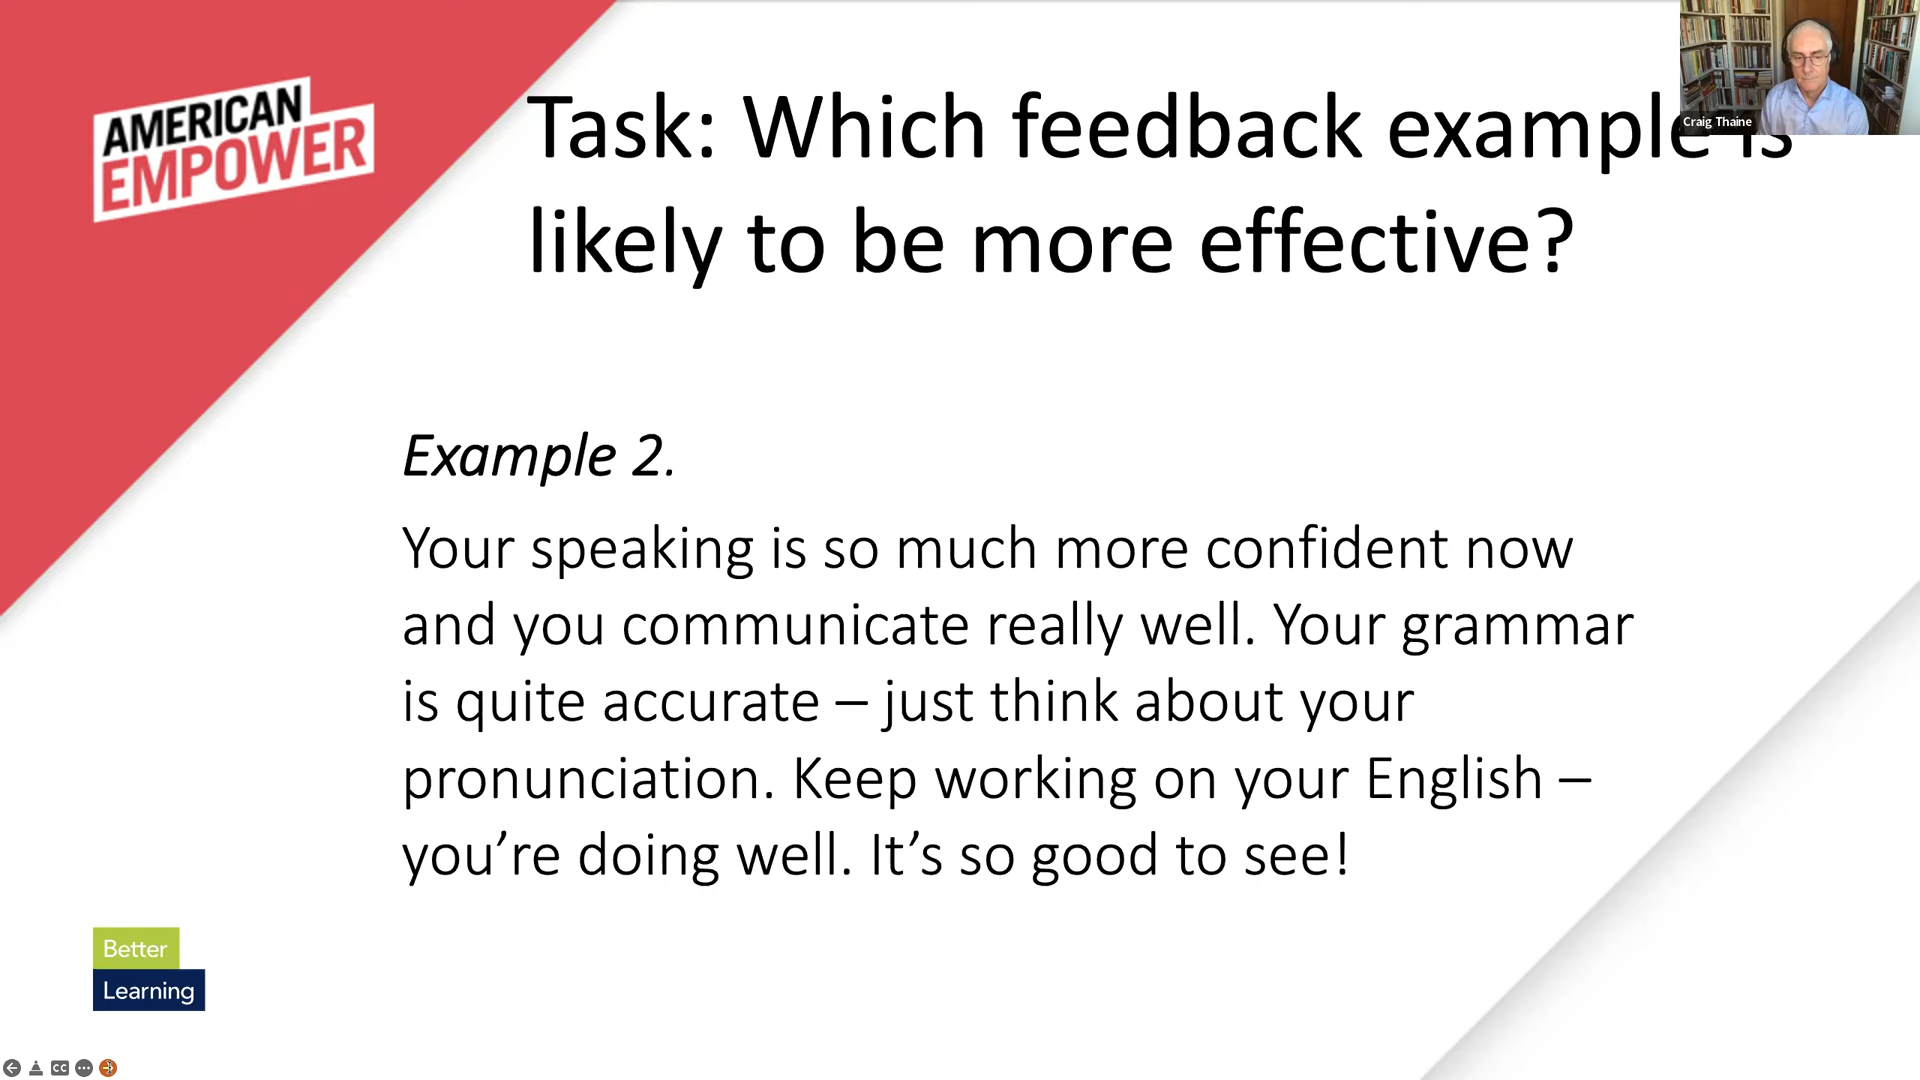 AMERICAN
EMPOWER
Task: Which feedback example is
likely to be more effective?
Craig Thaine
Example 2.
Your speaking is so much more confident now
and you communicate really well. Your grammar
is quite accurate – just think about your
pronunciation. Keep working on your English –
you’re doing well. It’s so good to see!
Better
Learning
CC